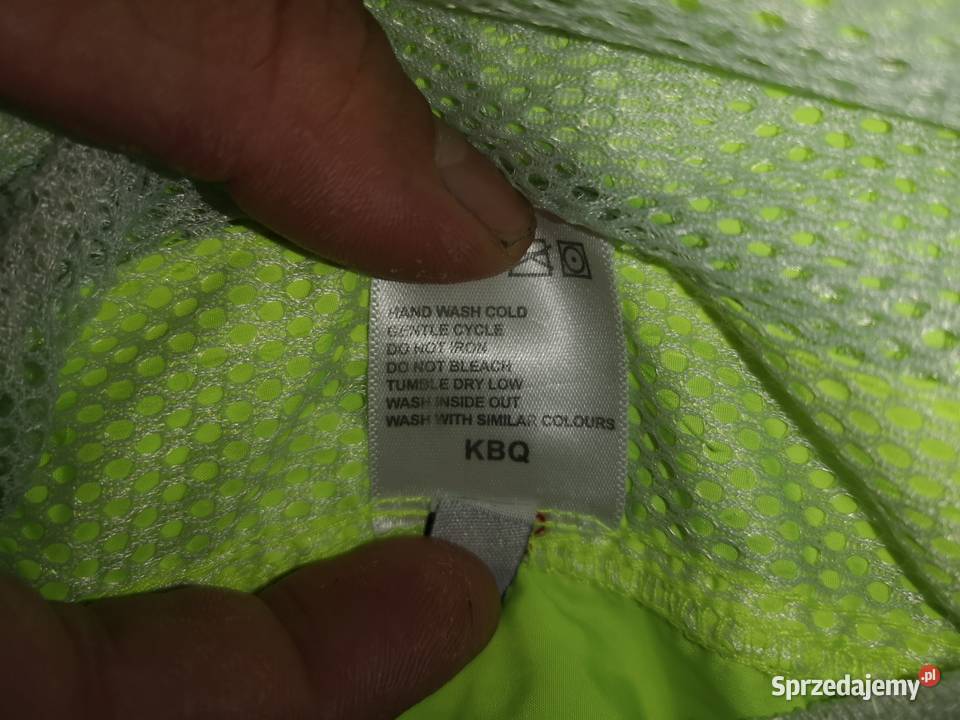 HAND WASH COLD
GENTLE CYCLE
DO NOT IRON
DO NOT BLEACH
TUMBLE DRY LOW
WASH INSIDE OUT
WASH WITH SIMILAR COLOURS
KBQ
Sprzedajemy.pl